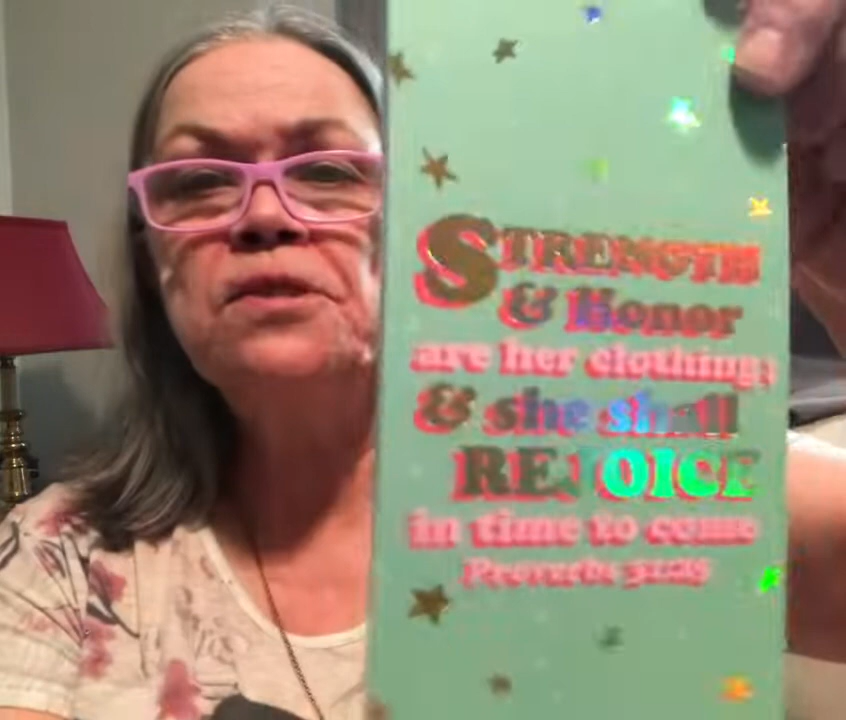 STRENGTH
& Honor
are her clothing;
& she shall
REJOICE
in time to come
Proverbs 31:25